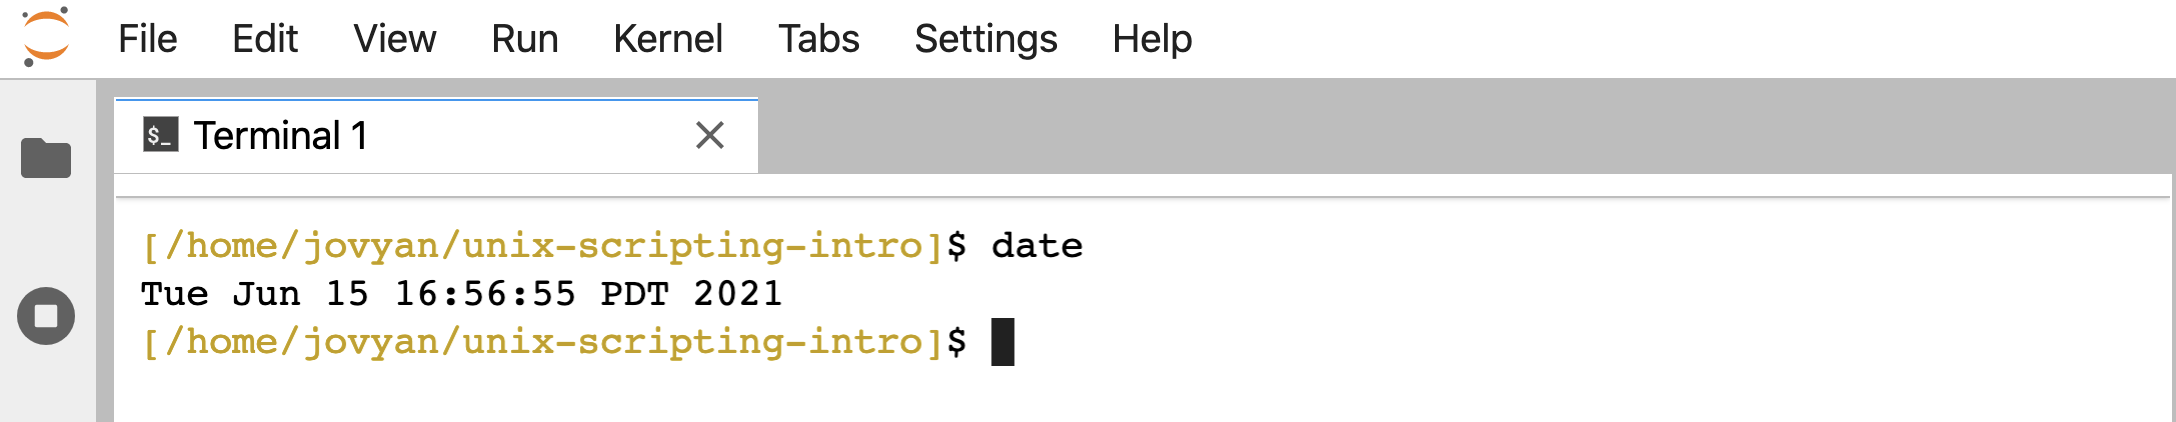 File Edit View Run Kernel Tabs Settings Help
$_ Terminal 1
[/home/jovyan/unix-scripting-intro]$ date
Tue Jun 15 16:56:55 PDT 2021
[/home/jovyan/unix-scripting-intro]$